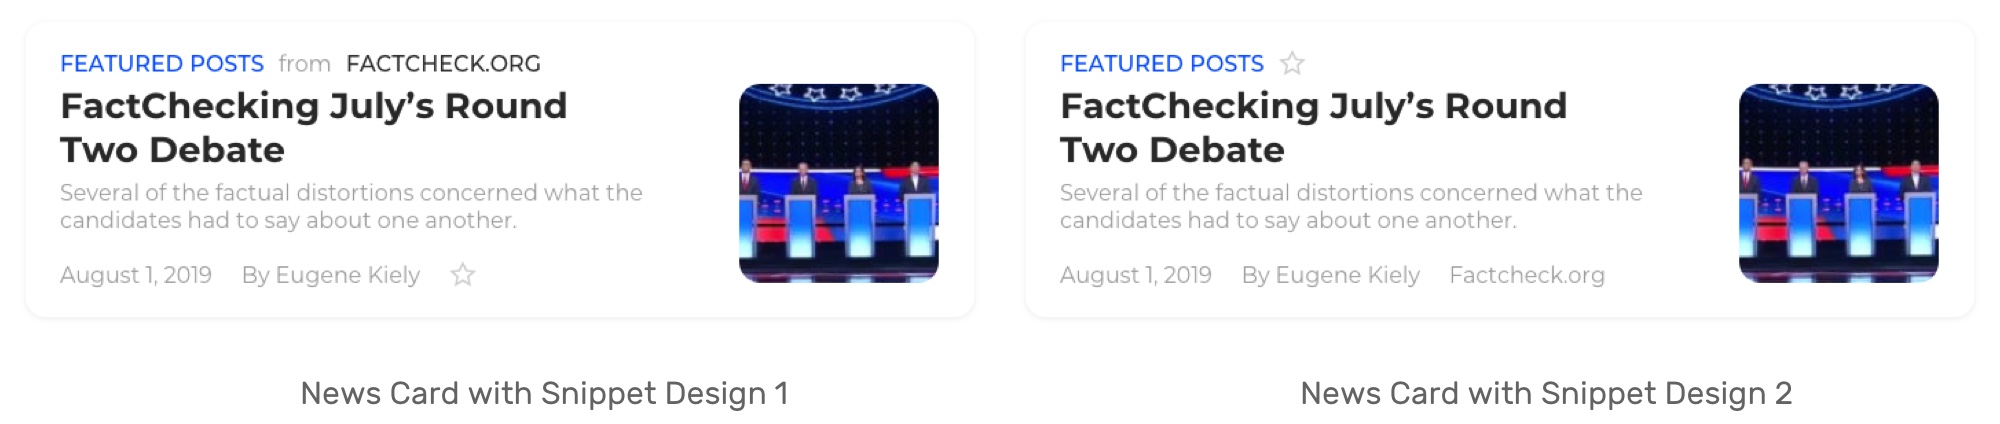 FEATURED POSTS from FACTCHECK.ORG
FactChecking July’s Round
Two Debate
Several of the factual distortions concerned what the
candidates had to say about one another.
August 1, 2019 By Eugene Kiely
News Card with Snippet Design 1
FEATURED POSTS
FactChecking July’s Round
Two Debate
Several of the factual distortions concerned what the
candidates had to say about one another.
August 1, 2019 By Eugene Kiely Factcheck.org
News Card with Snippet Design 2